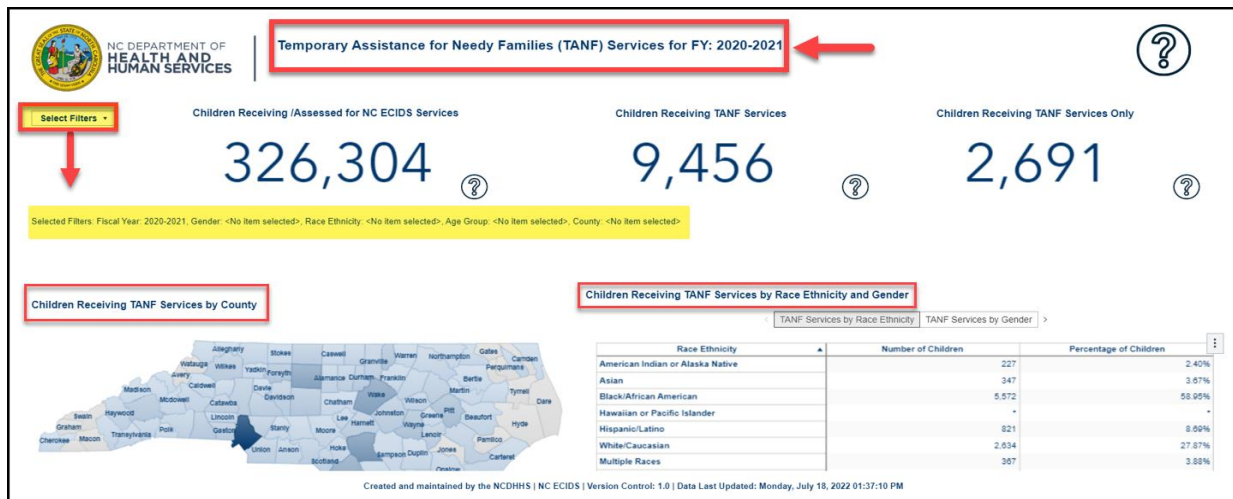 NC DEPARTMENT OF
HEALTH AND
HUMAN SERVICES
Temporary Assistance for Needy Families (TANF) Services for FY: 2020-2021
?
Select Filters
Children Receiving /Assessed for NC ECIDS Services
Children Receiving TANF Services
Children Receiving TANF Services Only
326,304 ?
9,456 ?
2,691 ?
Selected Filters: Fiscal Year: 2020-2021, Gender: <No item selected>, Race Ethnicity: <No item selected>, Age Group: <No item selected>, County: <No item selected>
Children Receiving TANF Services by County
Children Receiving TANF Services by Race Ethnicity and Gender
< TANF Services by Race Ethnicity TANF Services by Gender >
Race Ethnicity Number of Children Percentage of Children
American Indian or Alaska Native 227 2.40%
Asian 347 3.67%
Black/African American 5,572 58.95%
Hawaiian or Pacific Islander * *
Hispanic/Latino 821 8.69%
White/Caucasian 2,634 27.87%
Multiple Races 367 3.88%
Alleghany Stokes Caswell Granville Warren Northampton Gates Camden
Watauga Wilkes Yadkin Forsyth Perquimans
Avery Alamance Durham Franklin Bertie
Madison Caldwell Davie Wake Martin Tyrrell
Mcdowell Catawba Davidson Chatham Wilson Dare
Swain Haywood Lincoln Lee Johnston Greene Pitt Beaufort
Graham Polk Gaston Stanly Moore Harnett Wayne Hyde
Cherokee Macon Transylvania Lenoir Pamlico
Union Anson Hoke Sampson Duplin Jones Carteret
Scotland Onslow
Created and maintained by the NCDHHS | NC ECIDS | Version Control: 1.0 | Data Last Updated: Monday, July 18, 2022 01:37:10 PM